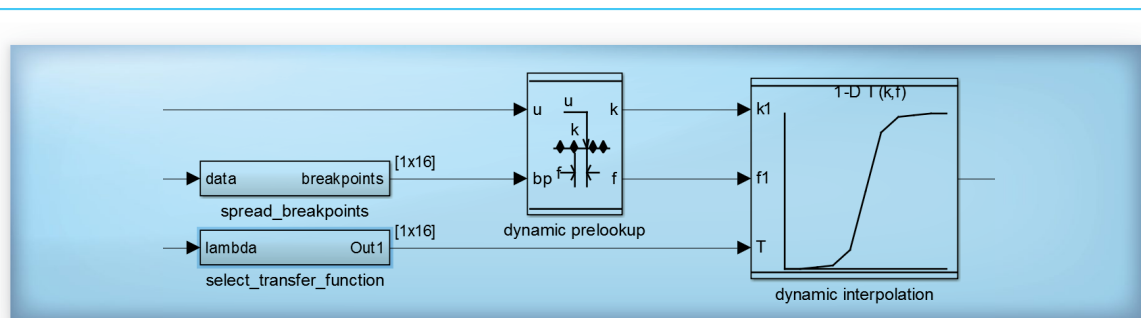 1-D T(k,f)
u
u
k
k1
k
[1x16]
data
breakpoints
bp
f
f
f1
spread_breakpoints
[1x16]
dynamic prelookup
lambda
Out1
T
select_transfer_function
dynamic interpolation